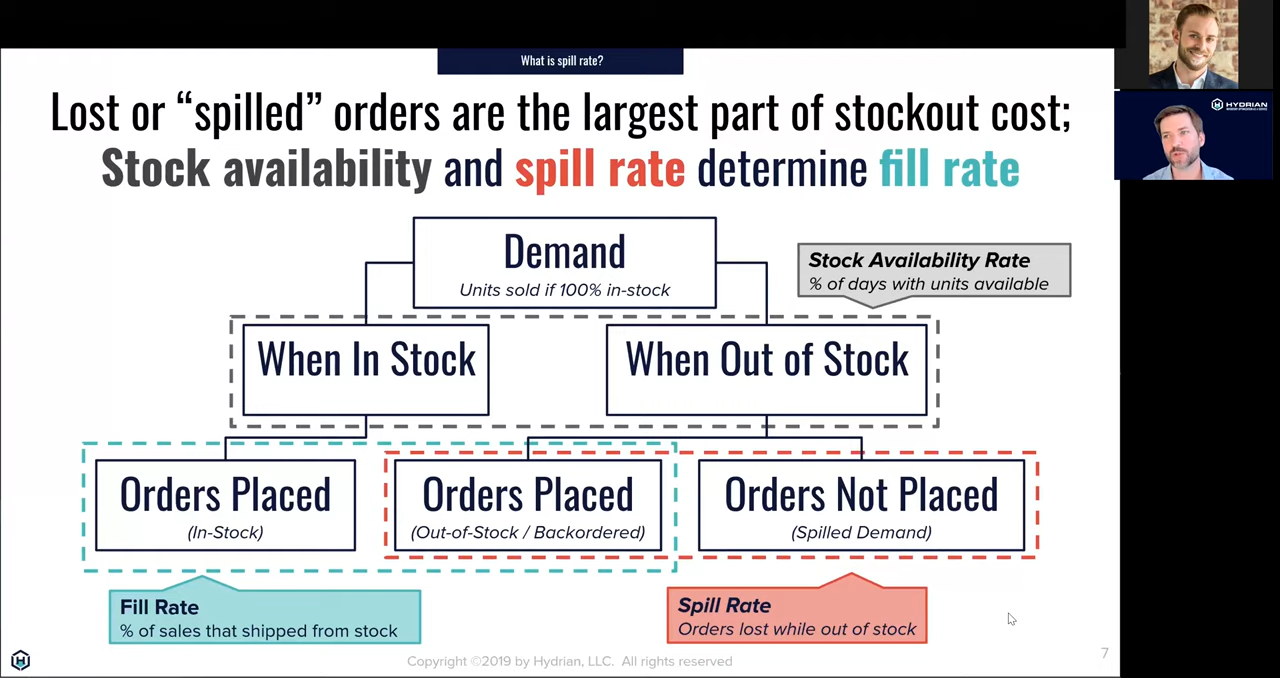 What is spill rate?
Lost or “spilled” orders are the largest part of stockout cost;
Stock availability and spill rate determine fill rate
Demand
Units sold if 100% in-stock
Stock Availability Rate
% of days with units available
When In Stock
When Out of Stock
Orders Placed
(In-Stock)
Orders Placed
(Out-of-Stock / Backordered)
Orders Not Placed
(Spilled Demand)
Fill Rate
% of sales that shipped from stock
Spill Rate
Orders lost while out of stock
Copyright ©2019 by Hydrian, LLC. All rights reserved
7
HYDRIAN